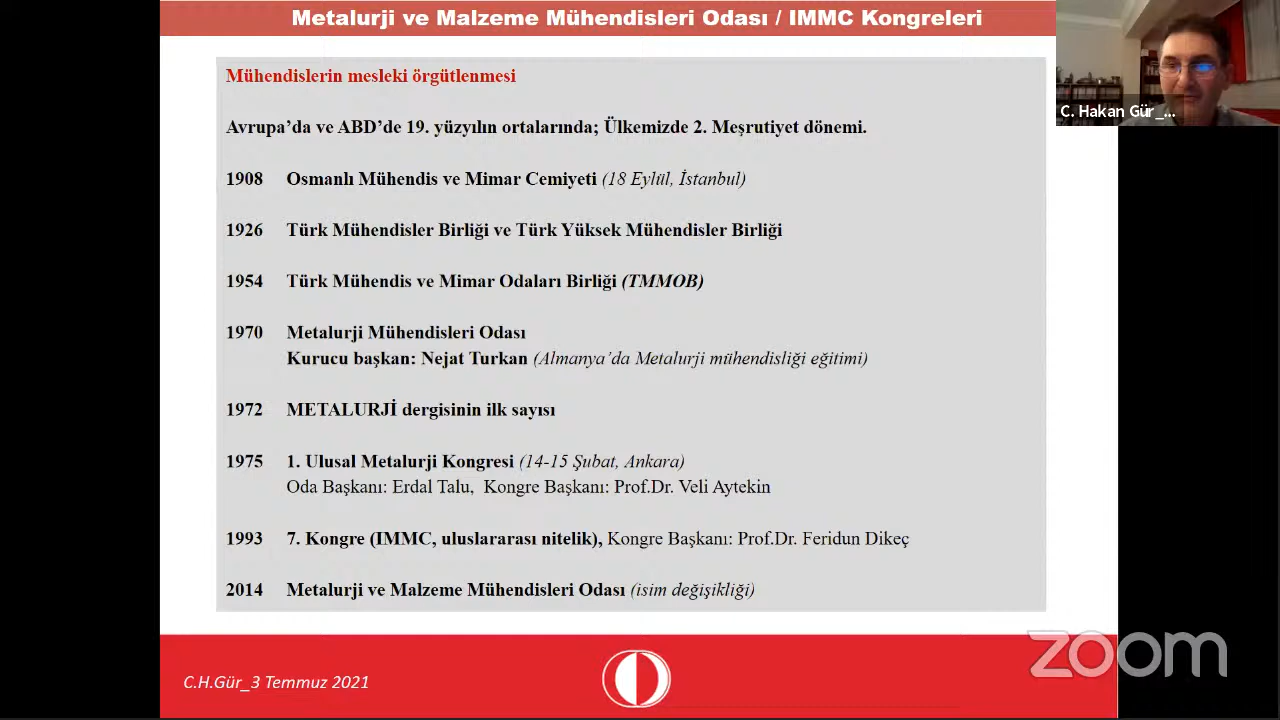 Metalurji ve Malzeme Mühendisleri Odası / IMMC Kongreleri
C. Hakan Gür_...
Mühendislerin mesleki örgütlenmesi
Avrupa’da ve ABD’de 19. yüzyılın ortalarında; Ülkemizde 2. Meşrutiyet dönemi.
1908 Osmanlı Mühendis ve Mimar Cemiyeti (18 Eylül, İstanbul)
1926 Türk Mühendisler Birliği ve Türk Yüksek Mühendisler Birliği
1954 Türk Mühendis ve Mimar Odaları Birliği (TMMOB)
1970 Metalurji Mühendisleri Odası
Kurucu başkan: Nejat Turkan (Almanya’da Metalurji mühendisliği eğitimi)
1972 METALURJİ dergisinin ilk sayısı
1975 1. Ulusal Metalurji Kongresi (14-15 Şubat, Ankara)
Oda Başkanı: Erdal Talu, Kongre Başkanı: Prof.Dr. Veli Aytekin
1993 7. Kongre (IMMC, uluslararası nitelik), Kongre Başkanı: Prof.Dr. Feridun Dikeç
2014 Metalurji ve Malzeme Mühendisleri Odası (isim değişikliği)
zoom
C.H.Gür_3 Temmuz 2021